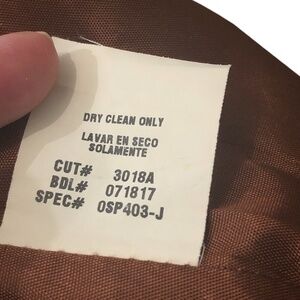 DRY CLEAN ONLY
LAVAR EN SECO
SOLAMENTE
CUT# 3018A
BDL# 071817
SPEC# 0SP403-J